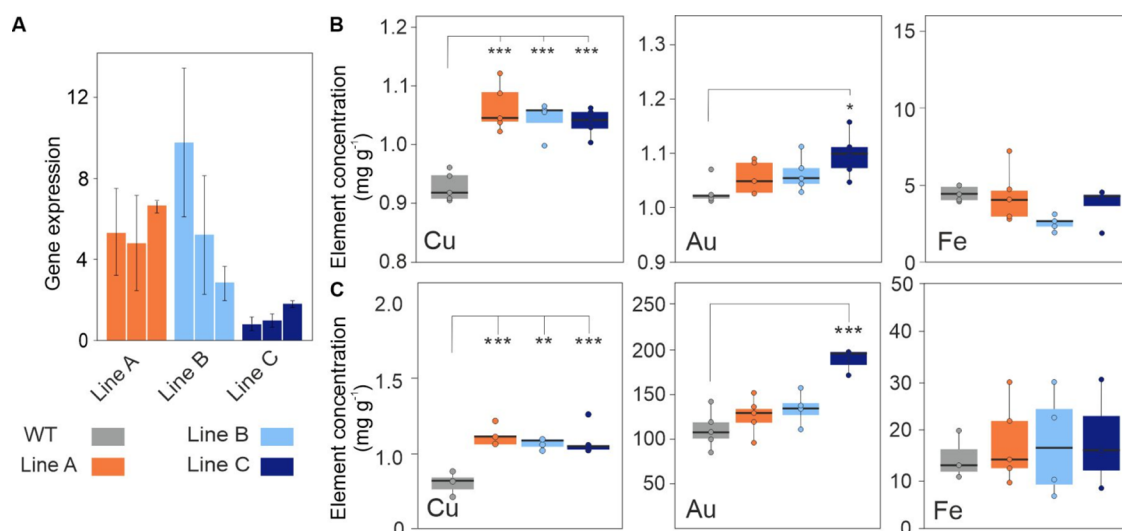 A
Gene expression
12
8
4
0
Line A
Line B
Line C
WT
Line A
Line B
Line C
B
Element concentration
(mg g⁻¹)
1.2
1.1
1.0
0.9
0.8
***
***
***
Cu
1.3
1.2
1.1
1.0
0.9
*
Au
15
10
5
0
Fe
C
Element concentration
(mg g⁻¹)
2.0
1.5
1.0
0
***
**
***
Cu
250
200
150
100
50
***
Au
50
40
30
20
10
0
Fe